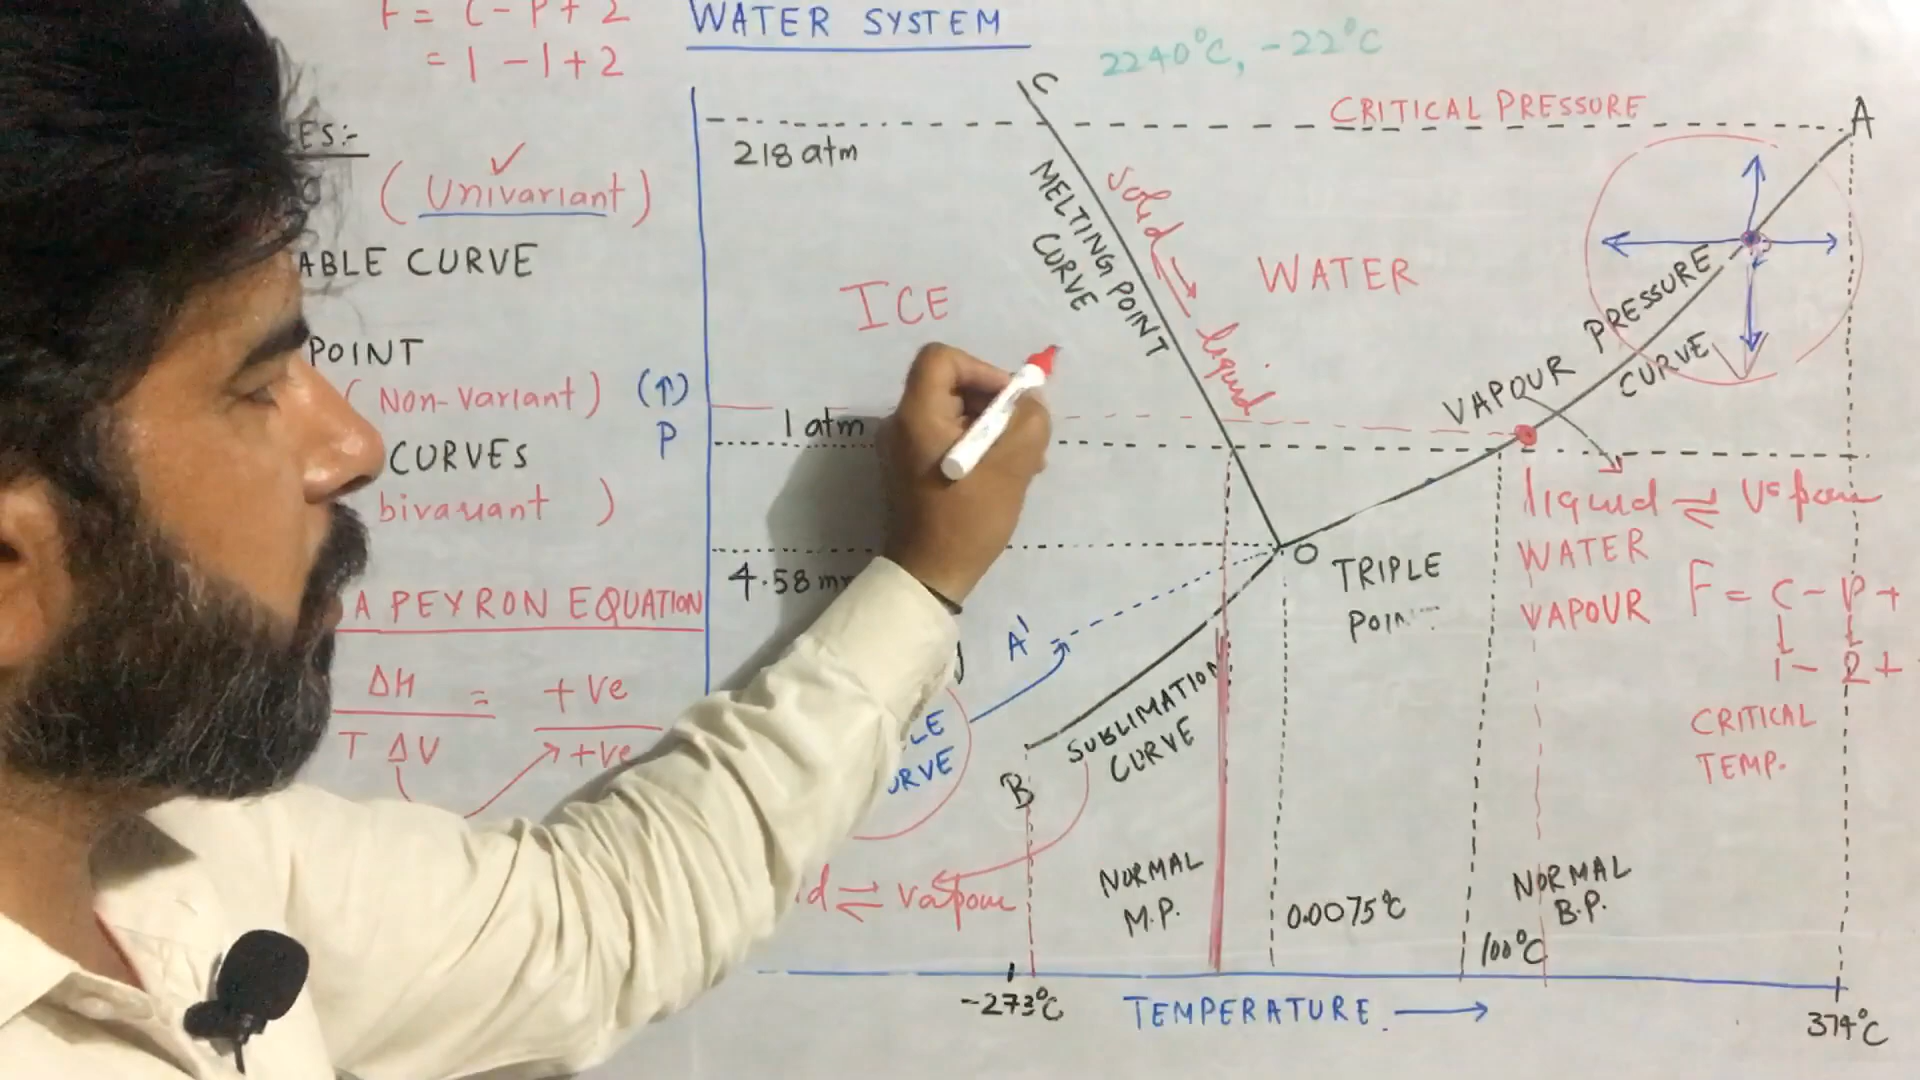 F = C - P + 2
= 1 - 1 + 2
WATER SYSTEM
2240°C, -22°C
C
CRITICAL PRESSURE
A
218 atm
ES:-
(Univariant)
ABLE CURVE
POINT
(Non-variant)
CURVES
bivariant )
A PEYRON EQUATION
ΔH = +ve
T ΔV +ve
(↑)
P
ICE
MELTING POINT
CURVE
solid ⇌ liquid
WATER
VAPOUR PRESSURE
CURVE
1 atm
liquid ⇌ Vapour
WATER
VAPOUR
F = C - P +
1 - 2 +
4.58 m
O
TRIPLE
POIN
A'
LE
URVE
B
SUBLIMATION
CURVE
CRITICAL
TEMP.
d ⇌ vapour
NORMAL
M.P.
0.0075°C
NORMAL
B.P.
100°C
-273°C
TEMPERATURE →
374°C